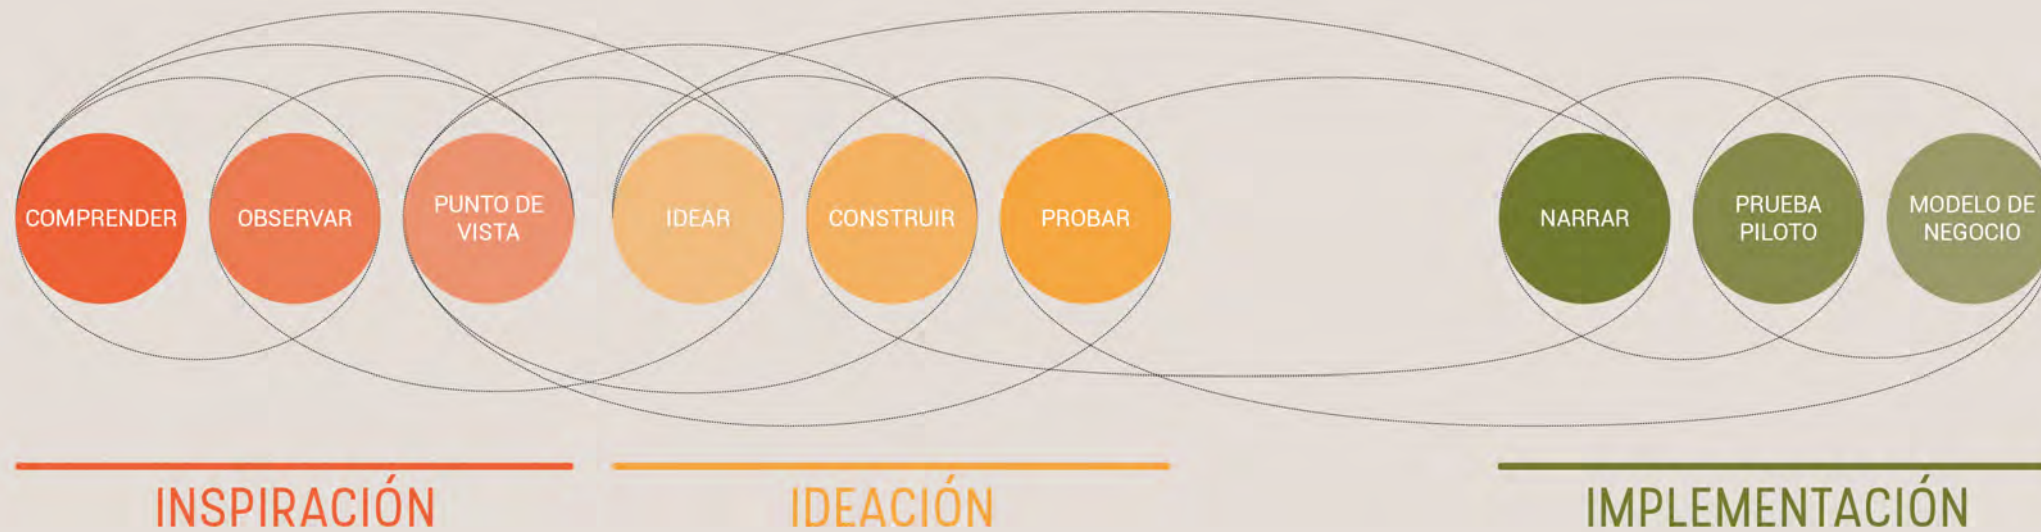 COMPRENDER
OBSERVAR
PUNTO DE
VISTA
IDEAR
CONSTRUIR
PROBAR
NARRAR
PRUEBA
PILOTO
MODELO DE
NEGOCIO
INSPIRACIÓN
IDEACIÓN
IMPLEMENTACIÓN